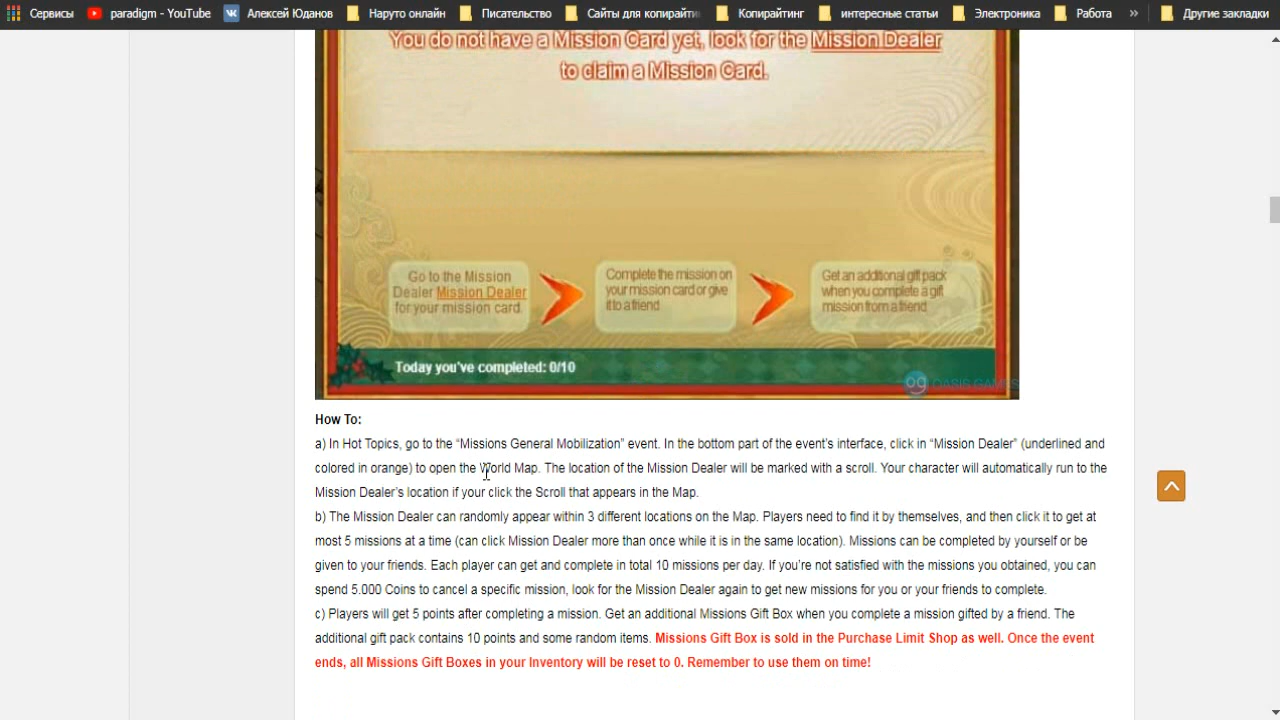 Сервисы paradigm - YouTube Алексей Юданов Наруто онлайн Писательство Сайты для копирайти Копирайтинг интересные статьи Электроника Работа » Другие закладки
You do not have a Mission Card yet, look for the Mission Dealer
to claim a Mission Card.
Go to the Mission
Dealer Mission Dealer
for your mission card
Complete the mission on
your mission card or give
it to a friend
Get an additional gift pack
when you complete a gift
mission from a friend
Today you've completed: 0/10
og OASIS GAMES
How To:
a) In Hot Topics, go to the “Missions General Mobilization” event. In the bottom part of the event’s interface, click in “Mission Dealer” (underlined and
colored in orange) to open the World Map. The location of the Mission Dealer will be marked with a scroll. Your character will automatically run to the
Mission Dealer’s location if your click the Scroll that appears in the Map.
b) The Mission Dealer can randomly appear within 3 different locations on the Map. Players need to find it by themselves, and then click it to get at
most 5 missions at a time (can click Mission Dealer more than once while it is in the same location). Missions can be completed by yourself or be
given to your friends. Each player can get and complete in total 10 missions per day. If you’re not satisfied with the missions you obtained, you can
spend 5.000 Coins to cancel a specific mission, look for the Mission Dealer again to get new missions for you or your friends to complete.
c) Players will get 5 points after completing a mission. Get an additional Missions Gift Box when you complete a mission gifted by a friend. The
additional gift pack contains 10 points and some random items. Missions Gift Box is sold in the Purchase Limit Shop as well. Once the event
ends, all Missions Gift Boxes in your Inventory will be reset to 0. Remember to use them on time!